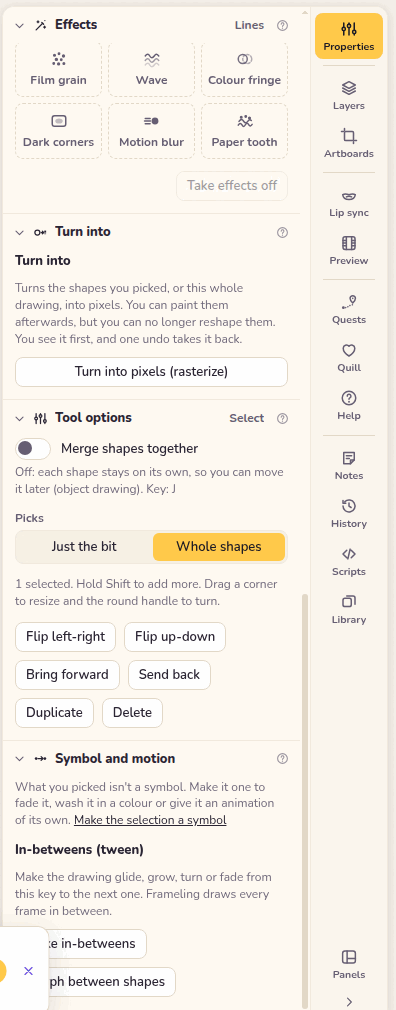 Effects
Lines
Film grain
Wave
Colour fringe
Dark corners
Motion blur
Paper tooth
Take effects off
Turn into
Turn into
Turns the shapes you picked, or this whole
drawing, into pixels. You can paint them
afterwards, but you can no longer reshape them.
You see it first, and one undo takes it back.
Turn into pixels (rasterize)
Tool options
Select
Merge shapes together
Off: each shape stays on its own, so you can move
it later (object drawing). Key: J
Picks
Just the bit
Whole shapes
1 selected. Hold Shift to add more. Drag a corner
to resize and the round handle to turn.
Flip left-right
Flip up-down
Bring forward
Send back
Duplicate
Delete
Symbol and motion
What you picked isn't a symbol. Make it one to
fade it, wash it in a colour or give it an animation
of its own. Make the selection a symbol
In-betweens (tween)
Make the drawing glide, grow, turn or fade from
this key to the next one. Frameling draws every
frame in between.
in-betweens
between shapes
Properties
Layers
Artboards
Lip sync
Preview
Quests
Quill
Help
Notes
History
Scripts
Library
Panels